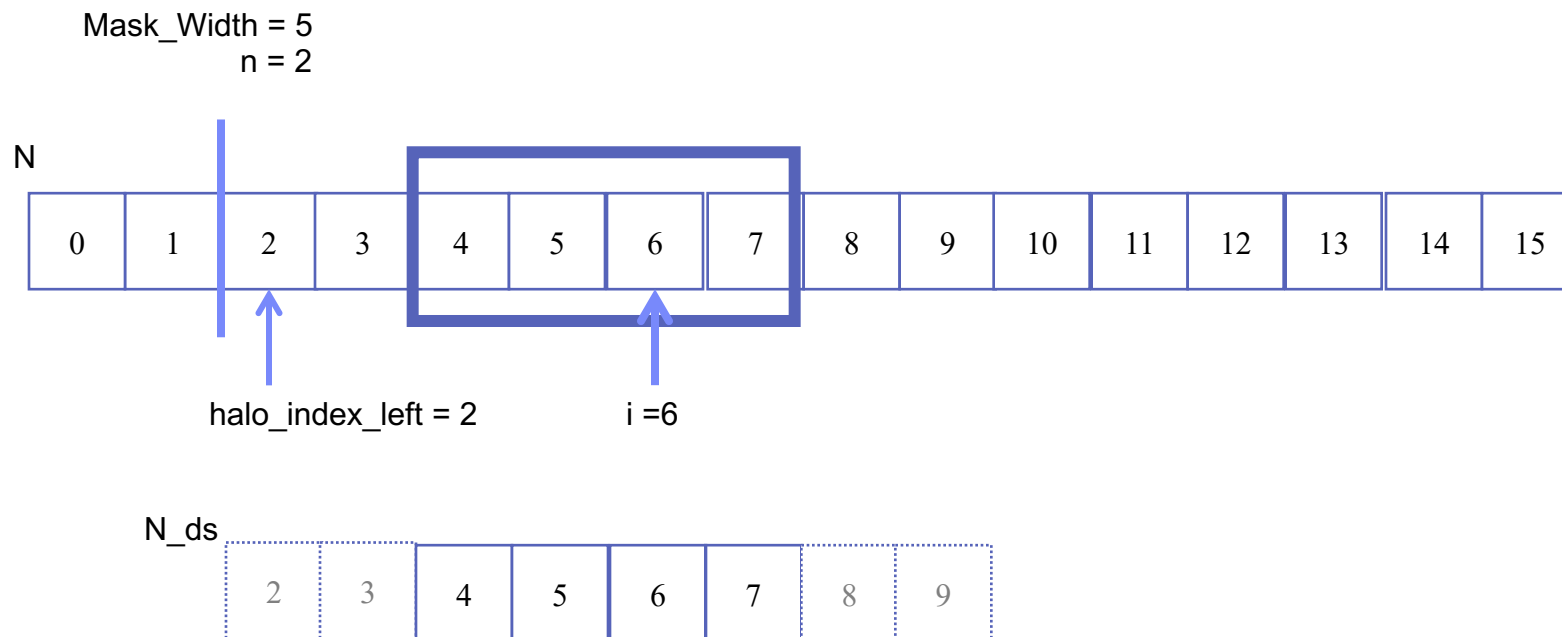 Mask_Width = 5
n = 2
N
0 1 2 3 4 5 6 7 8 9 10 11 12 13 14 15
halo_index_left = 2 i =6
N_ds
2 3 4 5 6 7 8 9